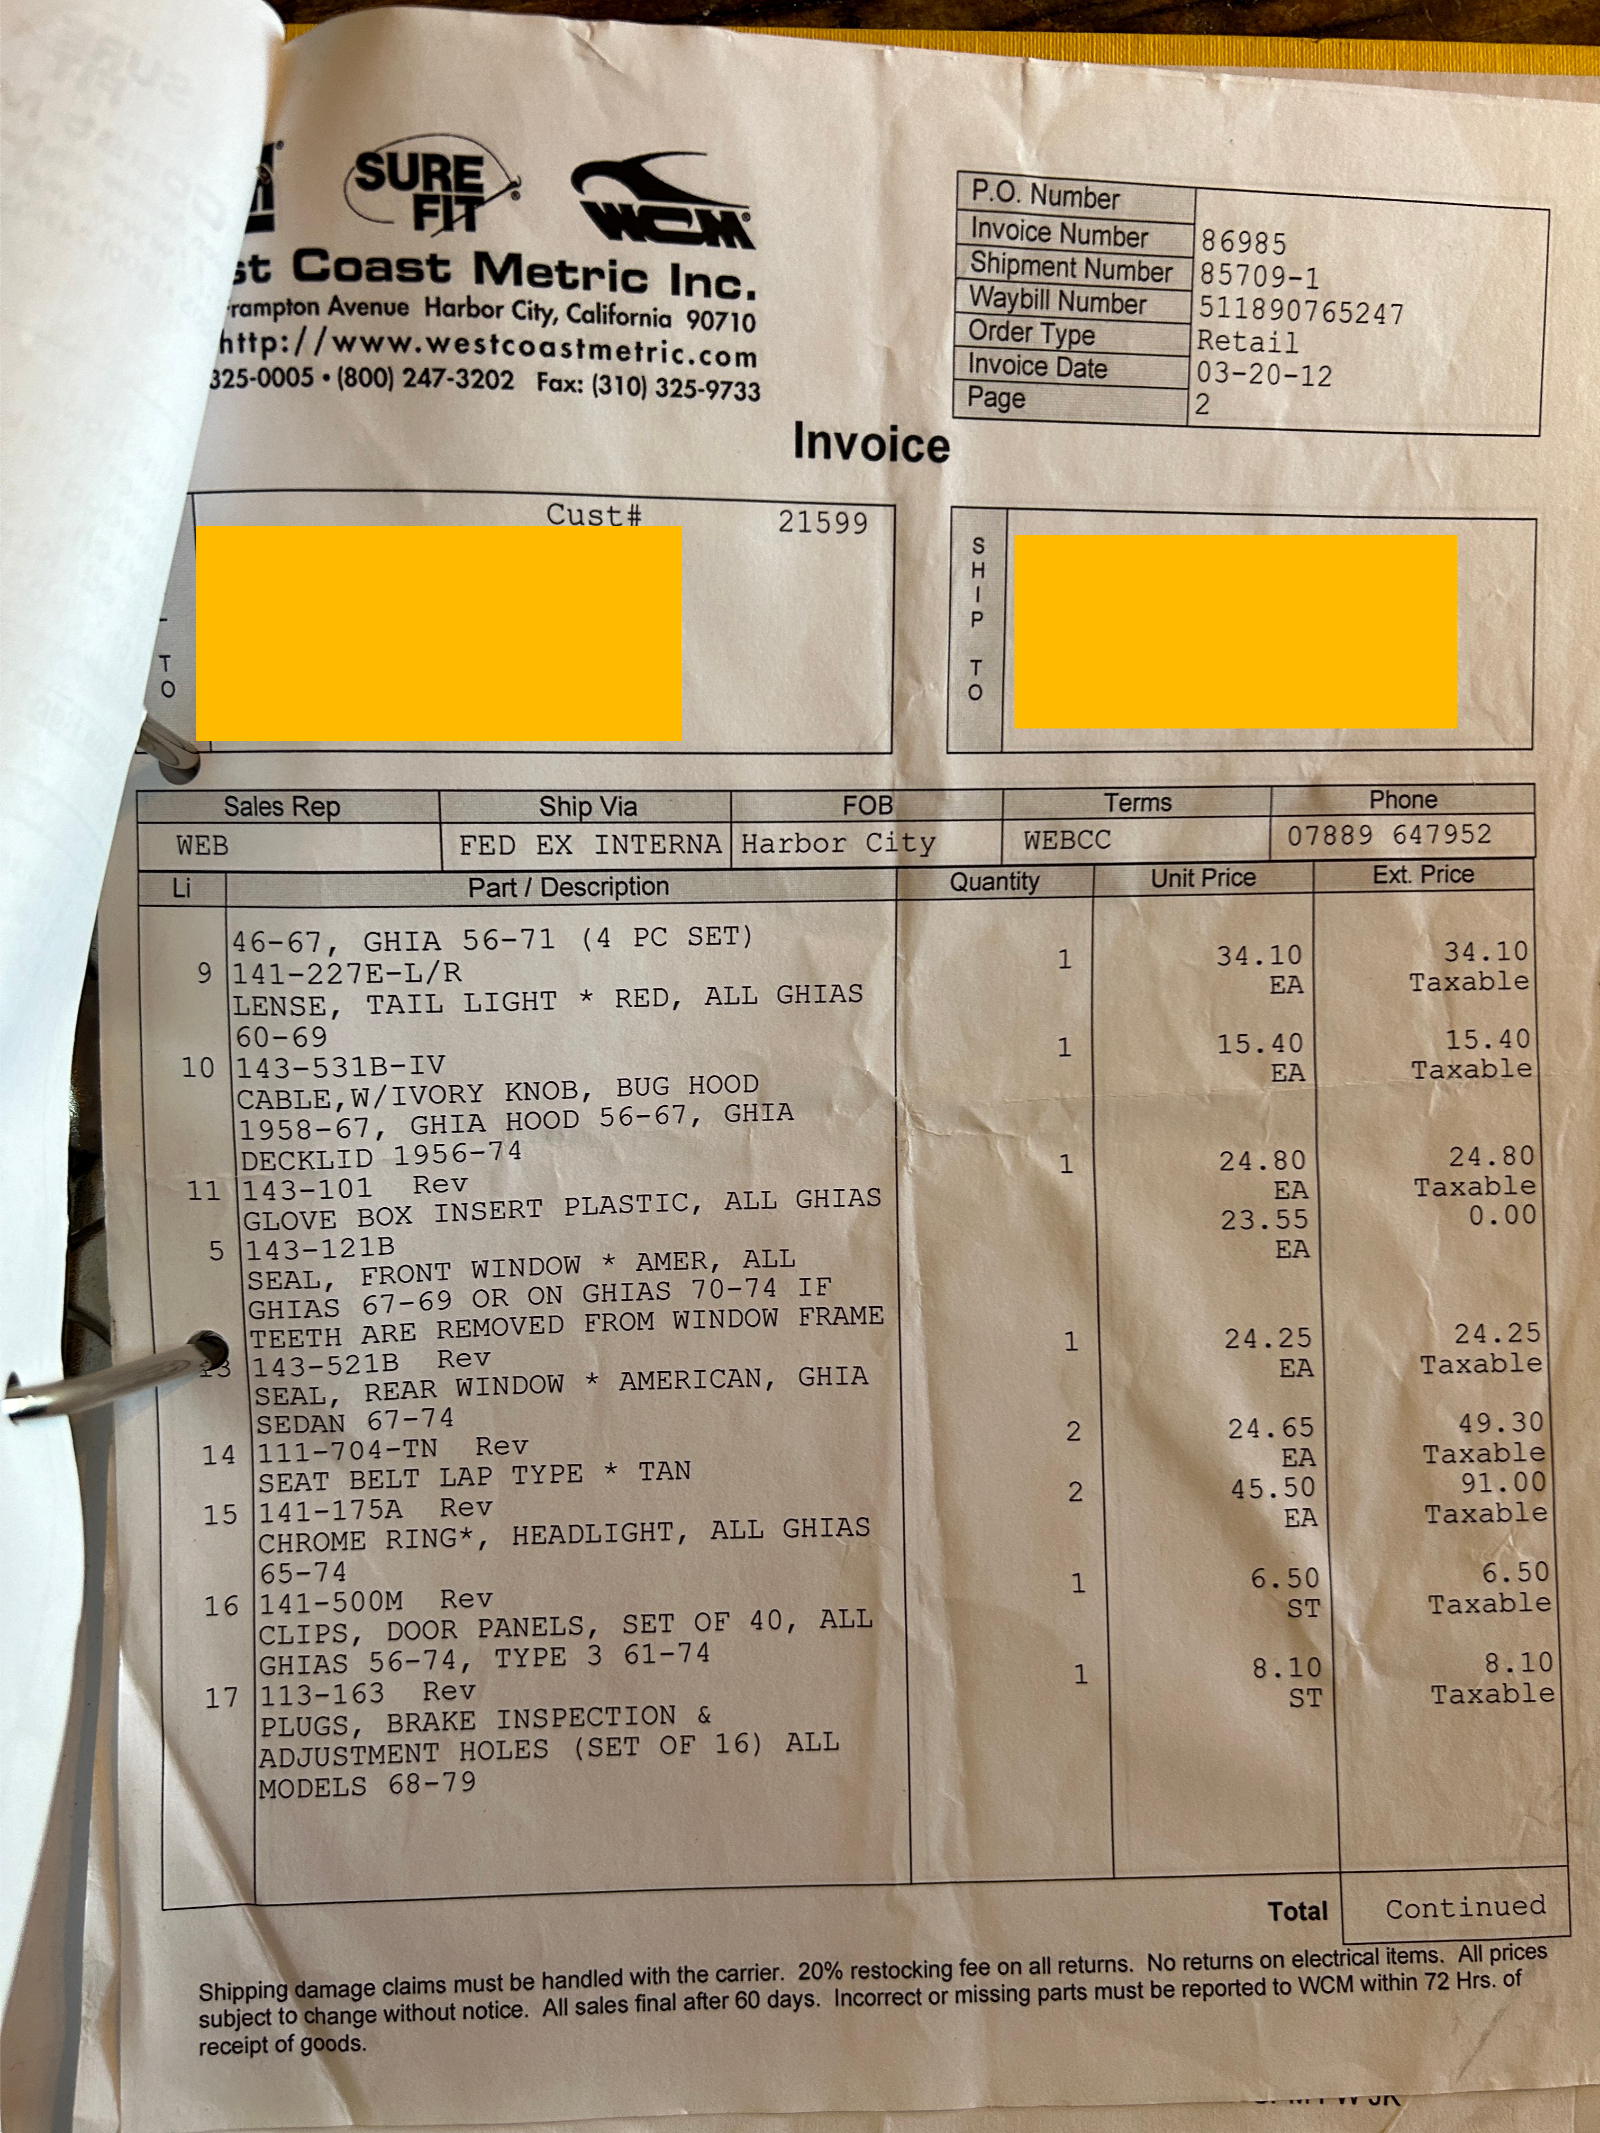 SURE
FIT
WCM
st Coast Metric Inc.
rampton Avenue Harbor City, California 90710
http://www.westcoastmetric.com
325-0005 • (800) 247-3202 Fax: (310) 325-9733
P.O. Number
Invoice Number 86985
Shipment Number 85709-1
Waybill Number 511890765247
Order Type Retail
Invoice Date 03-20-12
Page 2
Invoice
Cust# 21599
TO
SHIP TO
Sales Rep Ship Via FOB Terms Phone
WEB FED EX INTERNA Harbor City WEBCC 07889 647952
Li Part / Description Quantity Unit Price Ext. Price
46-67, GHIA 56-71 (4 PC SET)
9 141-227E-L/R 1 34.10 34.10
LENSE, TAIL LIGHT * RED, ALL GHIAS EA Taxable
60-69
10 143-531B-IV 1 15.40 15.40
CABLE,W/IVORY KNOB, BUG HOOD EA Taxable
1958-67, GHIA HOOD 56-67, GHIA
DECKLID 1956-74
11 143-101 Rev 1 24.80 24.80
GLOVE BOX INSERT PLASTIC, ALL GHIAS EA Taxable
5 143-121B 23.55 0.00
SEAL, FRONT WINDOW * AMER, ALL EA
GHIAS 67-69 OR ON GHIAS 70-74 IF
TEETH ARE REMOVED FROM WINDOW FRAME
13 143-521B Rev 1 24.25 24.25
SEAL, REAR WINDOW * AMERICAN, GHIA EA Taxable
SEDAN 67-74
14 111-704-TN Rev 2 24.65 49.30
SEAT BELT LAP TYPE * TAN EA Taxable
15 141-175A Rev 2 45.50 91.00
CHROME RING*, HEADLIGHT, ALL GHIAS EA Taxable
65-74
16 141-500M Rev 1 6.50 6.50
CLIPS, DOOR PANELS, SET OF 40, ALL ST Taxable
GHIAS 56-74, TYPE 3 61-74
17 113-163 Rev 1 8.10 8.10
PLUGS, BRAKE INSPECTION & ST Taxable
ADJUSTMENT HOLES (SET OF 16) ALL
MODELS 68-79
Total Continued
Shipping damage claims must be handled with the carrier. 20% restocking fee on all returns. No returns on electrical items. All prices
subject to change without notice. All sales final after 60 days. Incorrect or missing parts must be reported to WCM within 72 Hrs. of
receipt of goods.